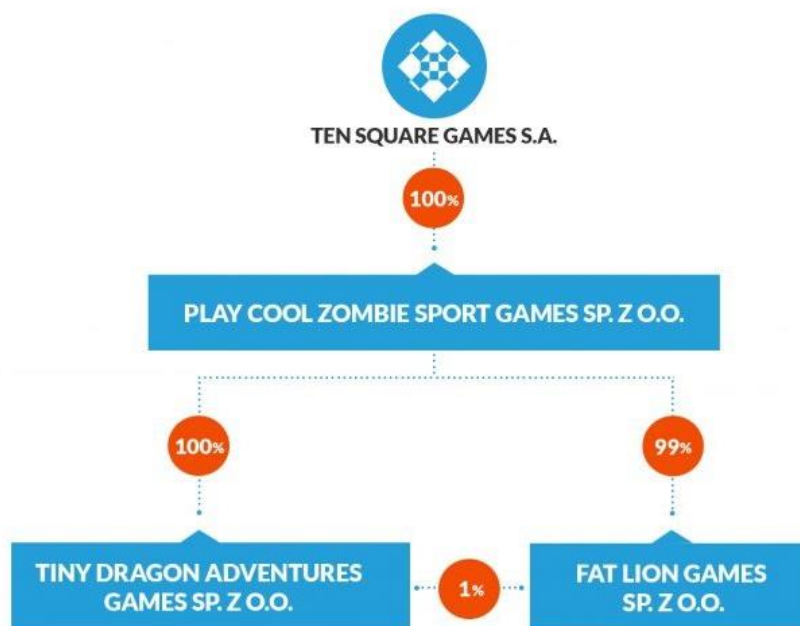 TEN SQUARE GAMES S.A.
100%
PLAY COOL ZOMBIE SPORT GAMES SP. Z O.O.
100%
99%
TINY DRAGON ADVENTURES
GAMES SP. Z O.O.
1%
FAT LION GAMES
SP. Z O.O.